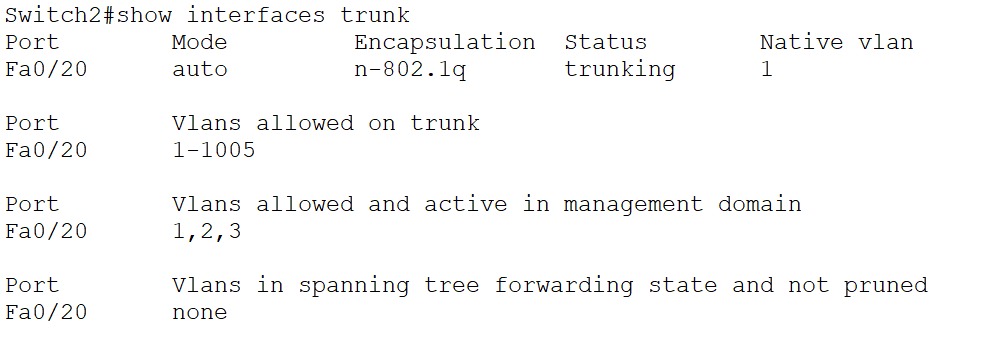 Switch2#show interfaces trunk
Port Mode Encapsulation Status Native vlan
Fa0/20 auto n-802.1q trunking 1
Port Vlans allowed on trunk
Fa0/20 1-1005
Port Vlans allowed and active in management domain
Fa0/20 1,2,3
Port Vlans in spanning tree forwarding state and not pruned
Fa0/20 none